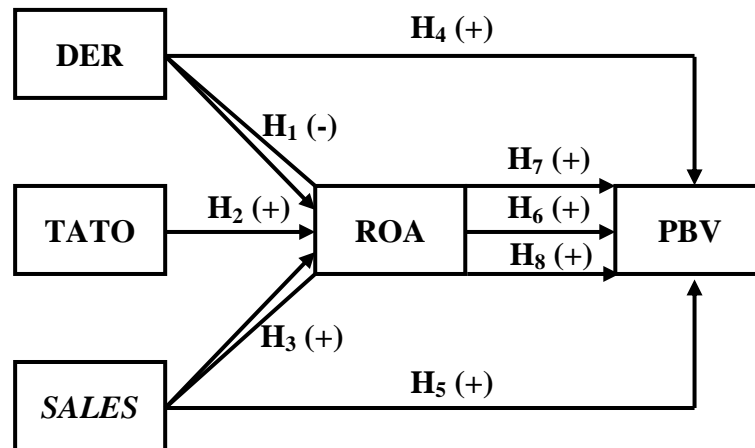 H₄ (+)
DER
H₁ (-)
H₇ (+)
H₂ (+)
H₆ (+)
TATO
ROA
PBV
H₈ (+)
H₃ (+)
SALES
H₅ (+)